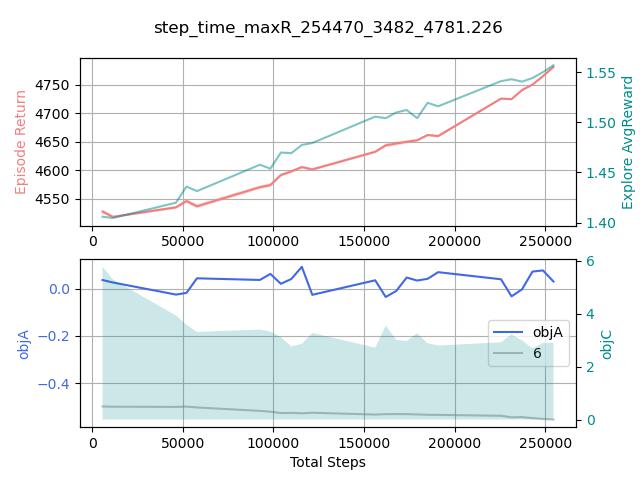 step_time_maxR_254470_3482_4781.226
Episode Return
4750
4700
4650
4600
4550
1.55
1.50
1.45
1.40
Explore AvgReward
0 50000 100000 150000 200000 250000
objA
0.0
−0.2
−0.4
6
4
2
0
objC
objA
6
0 50000 100000 150000 200000 250000
Total Steps